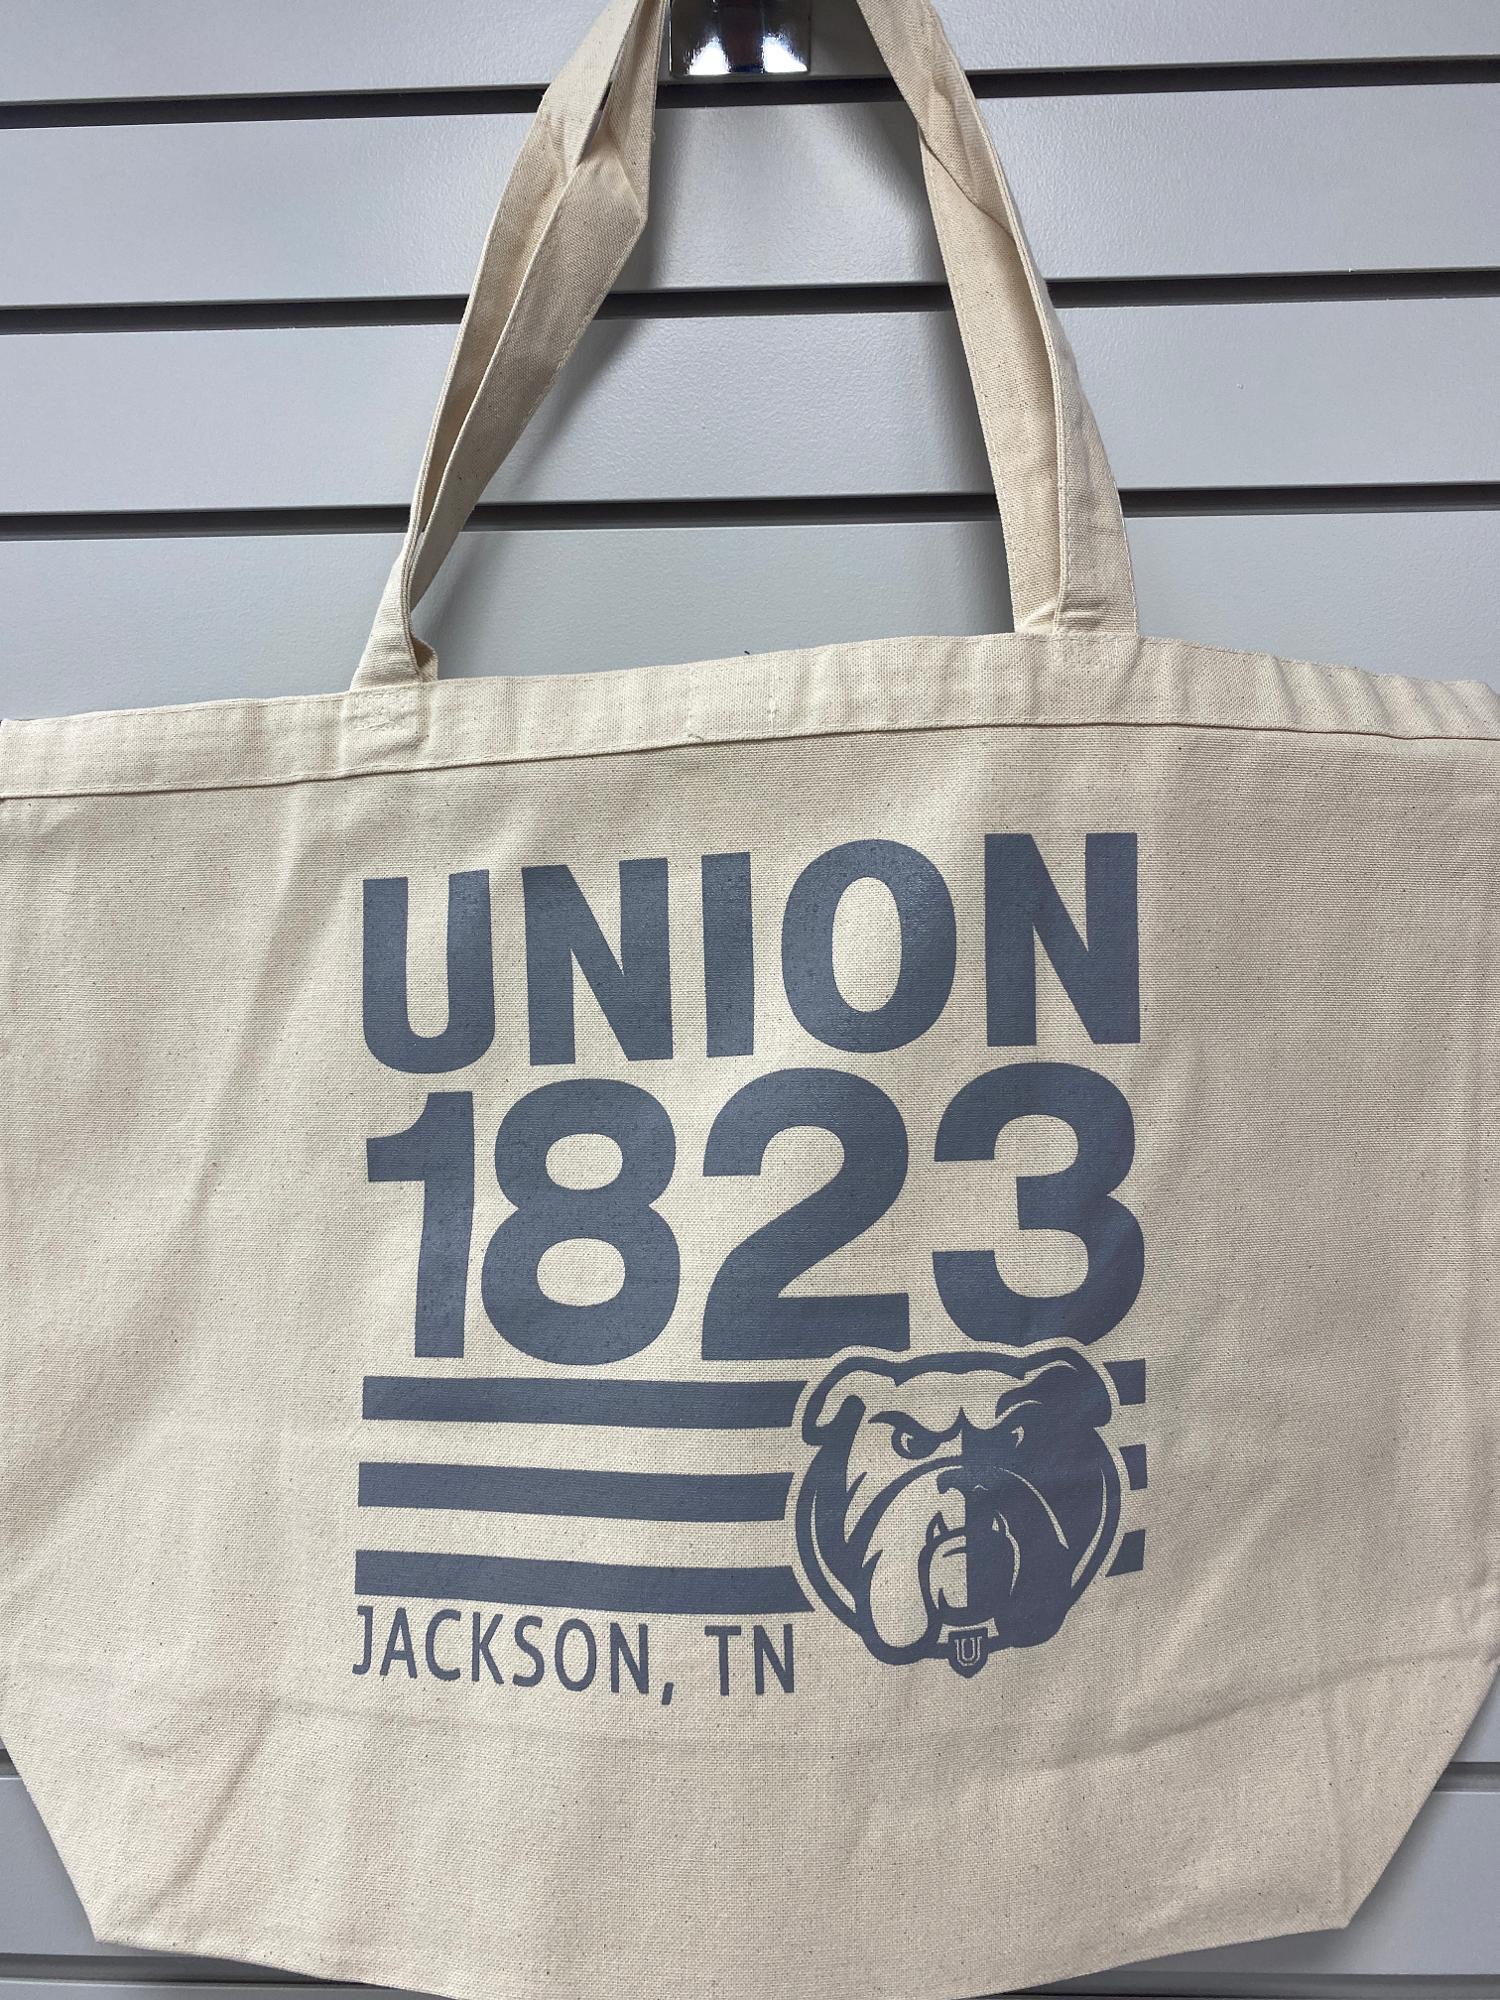 UNION
1823
JACKSON, TN
U